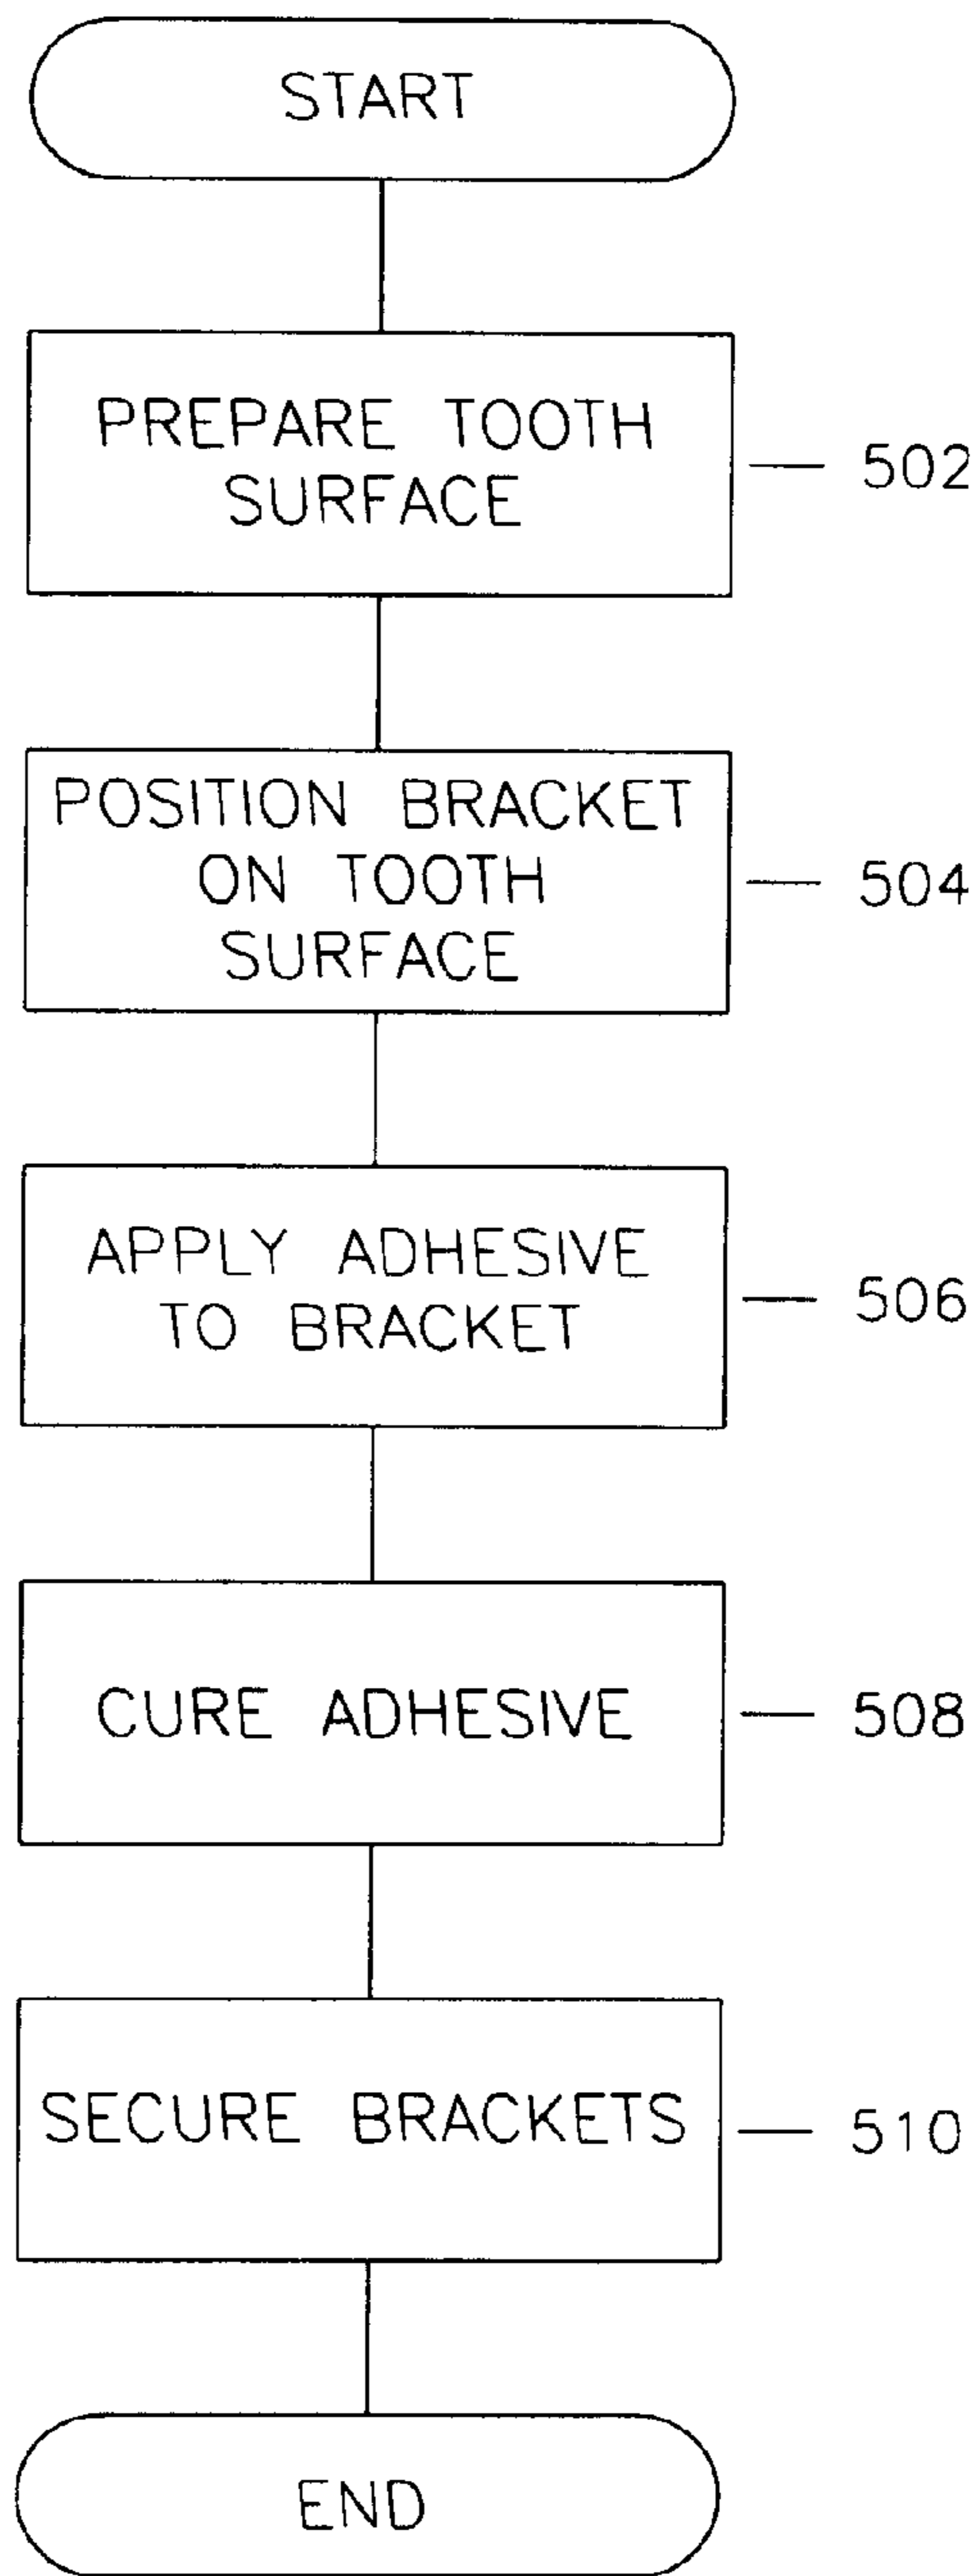 START
PREPARE TOOTH
SURFACE
502
POSITION BRACKET
ON TOOTH
SURFACE
504
APPLY ADHESIVE
TO BRACKET
506
CURE ADHESIVE
508
SECURE BRACKETS
510
END